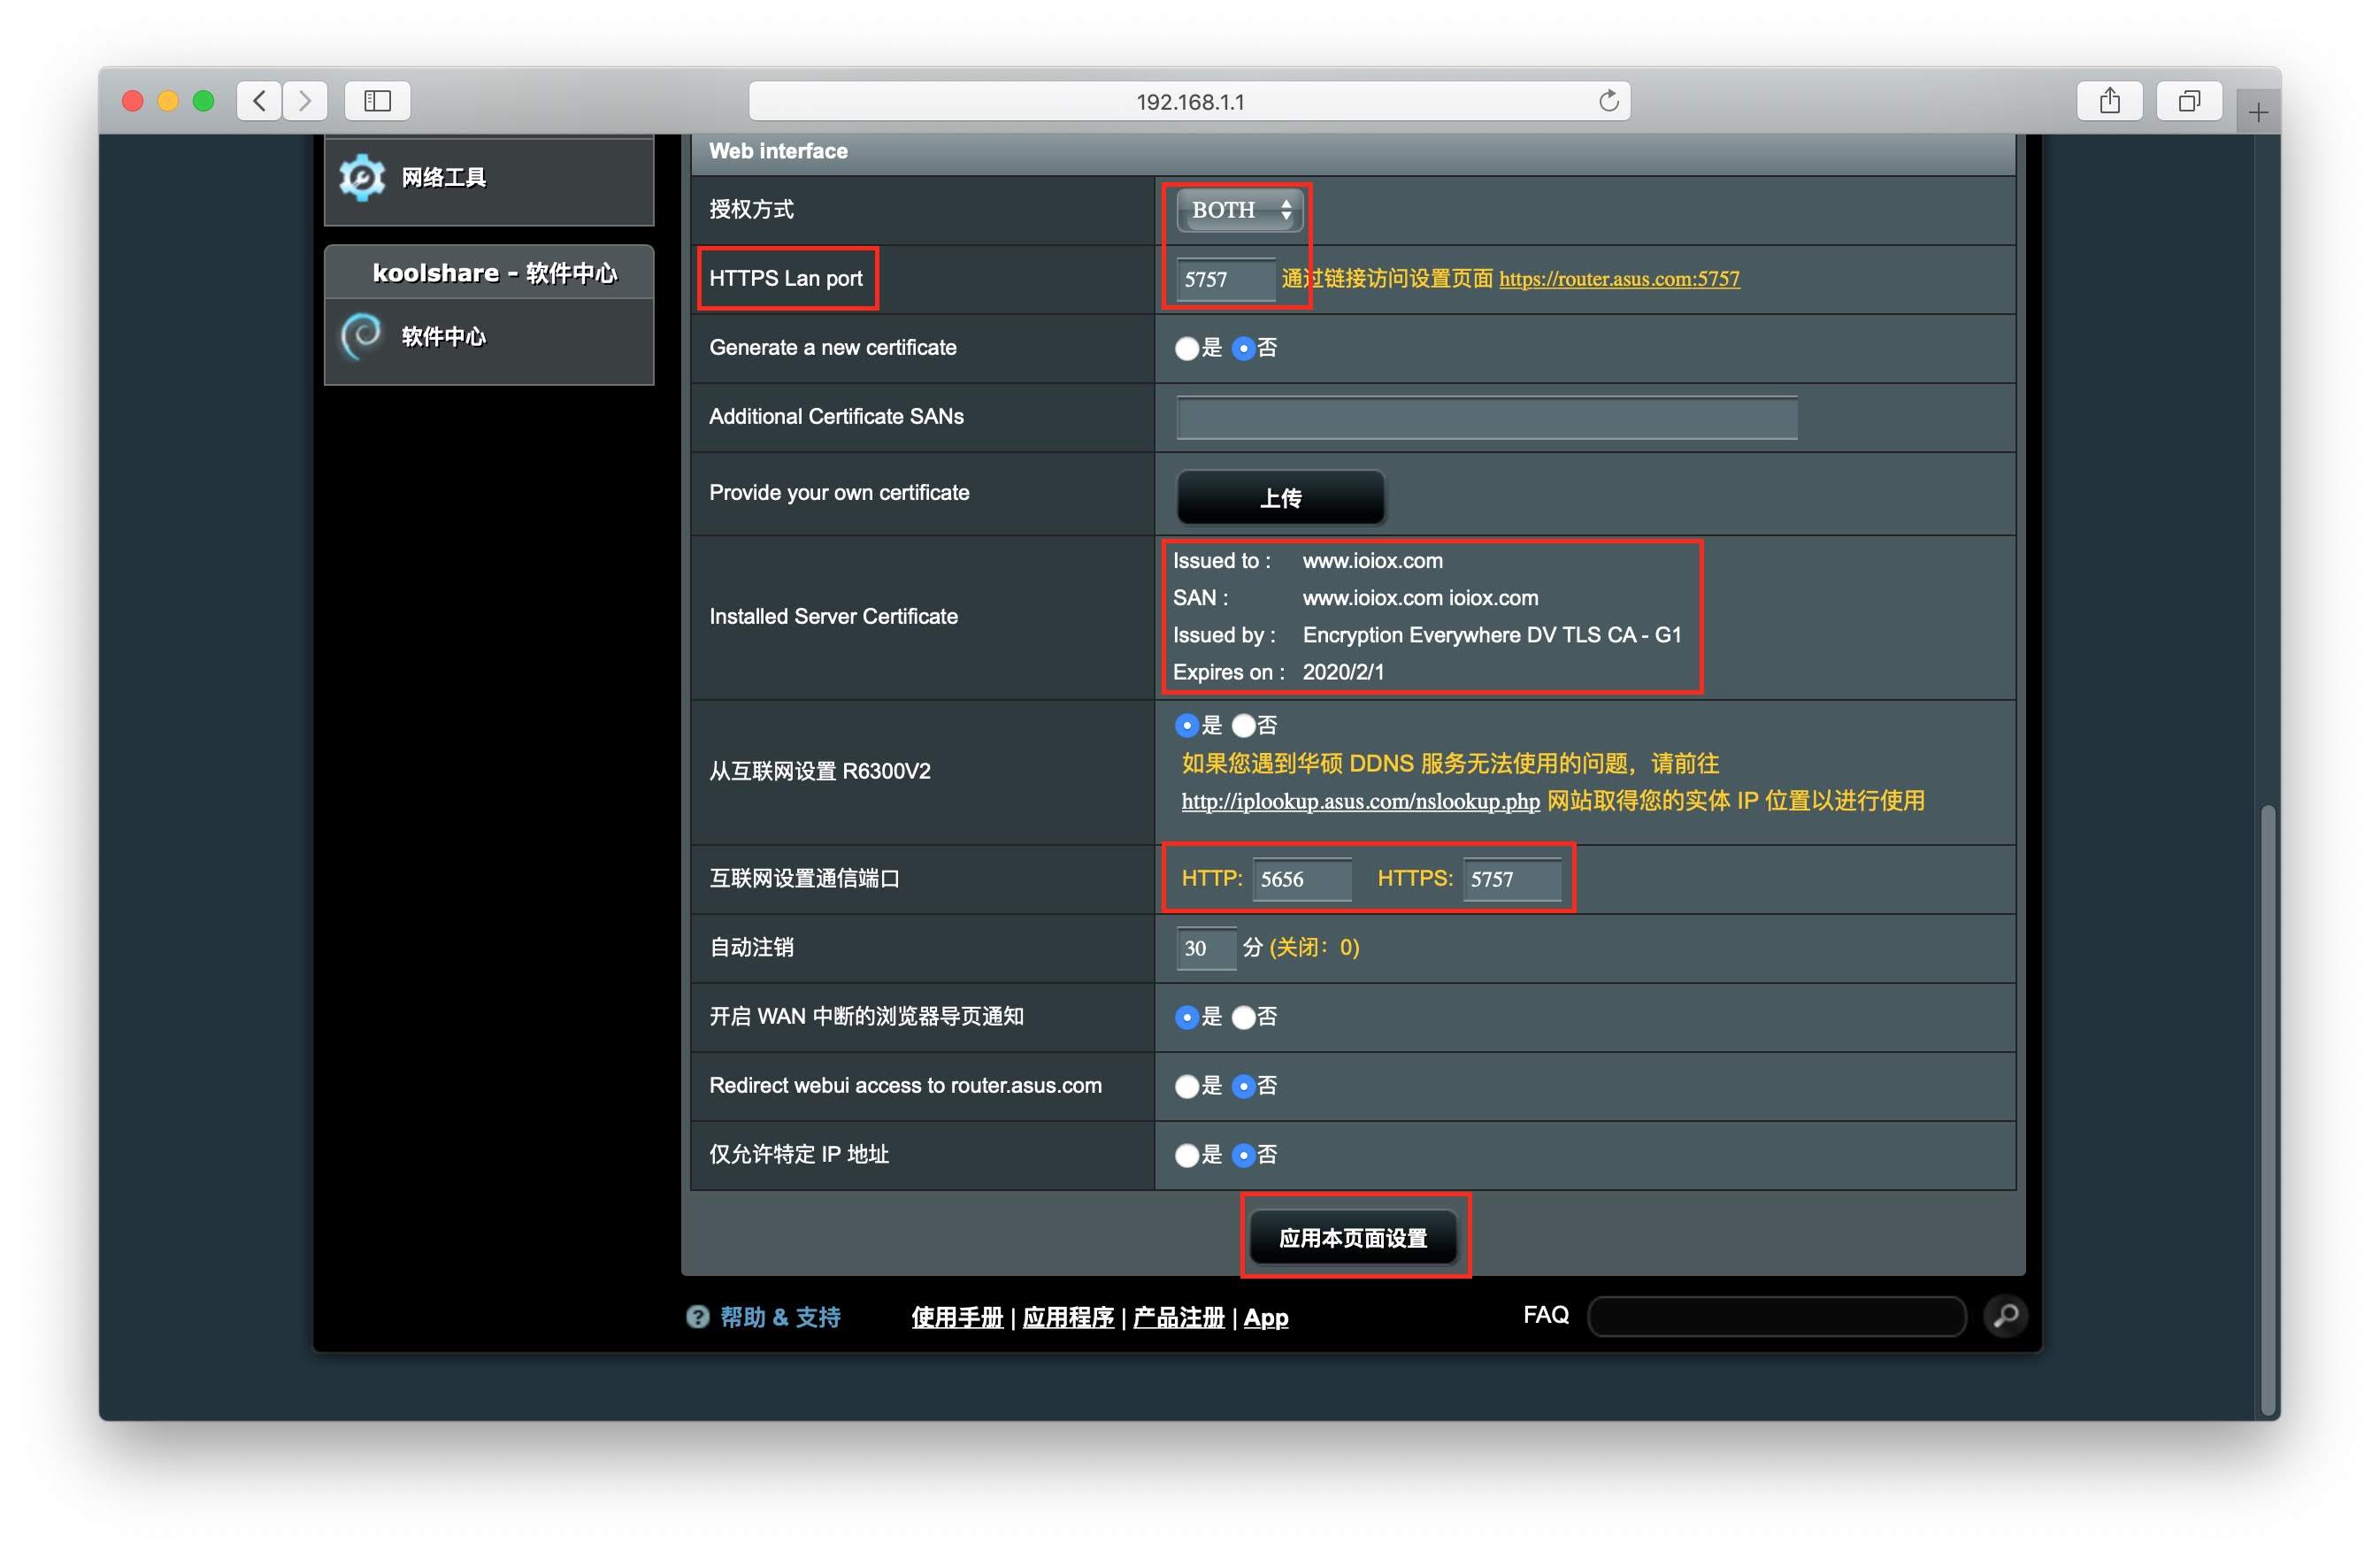 192.168.1.1
网络工具
koolshare - 软件中心
软件中心
Web interface
授权方式 BOTH
HTTPS Lan port 5757 通过链接访问设置页面 https://router.asus.com:5757
Generate a new certificate 是 否
Additional Certificate SANs
Provide your own certificate 上传
Installed Server Certificate
Issued to : www.ioiox.com
SAN : www.ioiox.com ioiox.com
Issued by : Encryption Everywhere DV TLS CA - G1
Expires on : 2020/2/1
从互联网设置 R6300V2
是 否
如果您遇到华硕 DDNS 服务无法使用的问题，请前往
http://iplookup.asus.com/nslookup.php 网站取得您的实体 IP 位置以进行使用
互联网设置通信端口 HTTP: 5656 HTTPS: 5757
自动注销 30 分 (关闭：0)
开启 WAN 中断的浏览器导页通知 是 否
Redirect webui access to router.asus.com 是 否
仅允许特定 IP 地址 是 否
应用本页面设置
? 帮助 & 支持 使用手册 | 应用程序 | 产品注册 | App FAQ